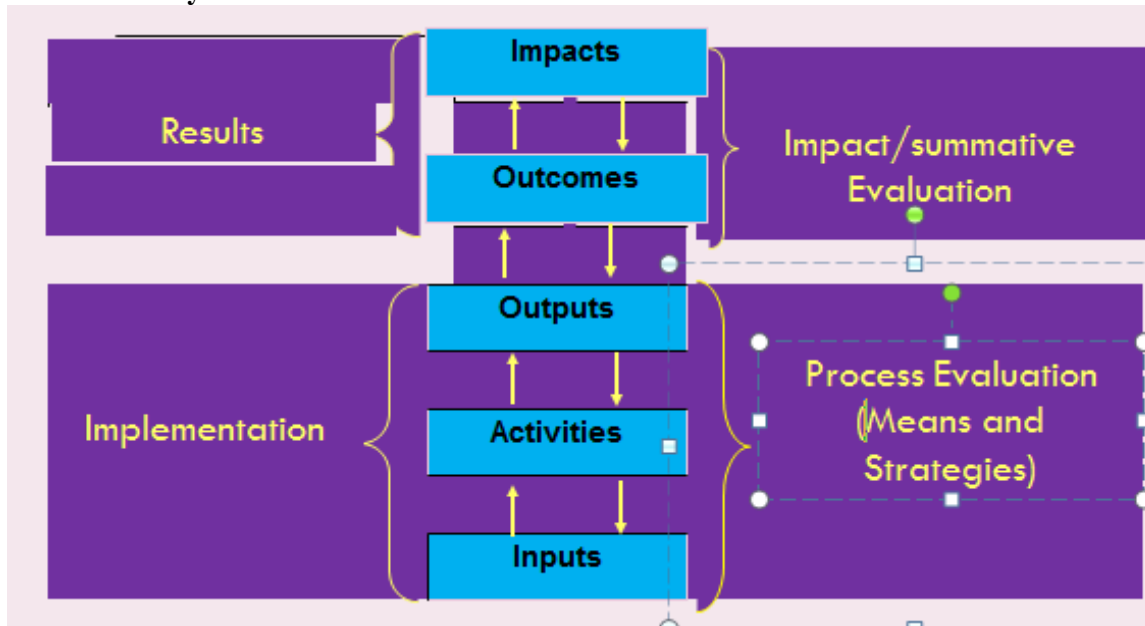 Impacts
Results
Impact/summative
Evaluation
Outcomes
Outputs
Implementation
Process Evaluation
(Means and
Strategies)
Activities
Inputs